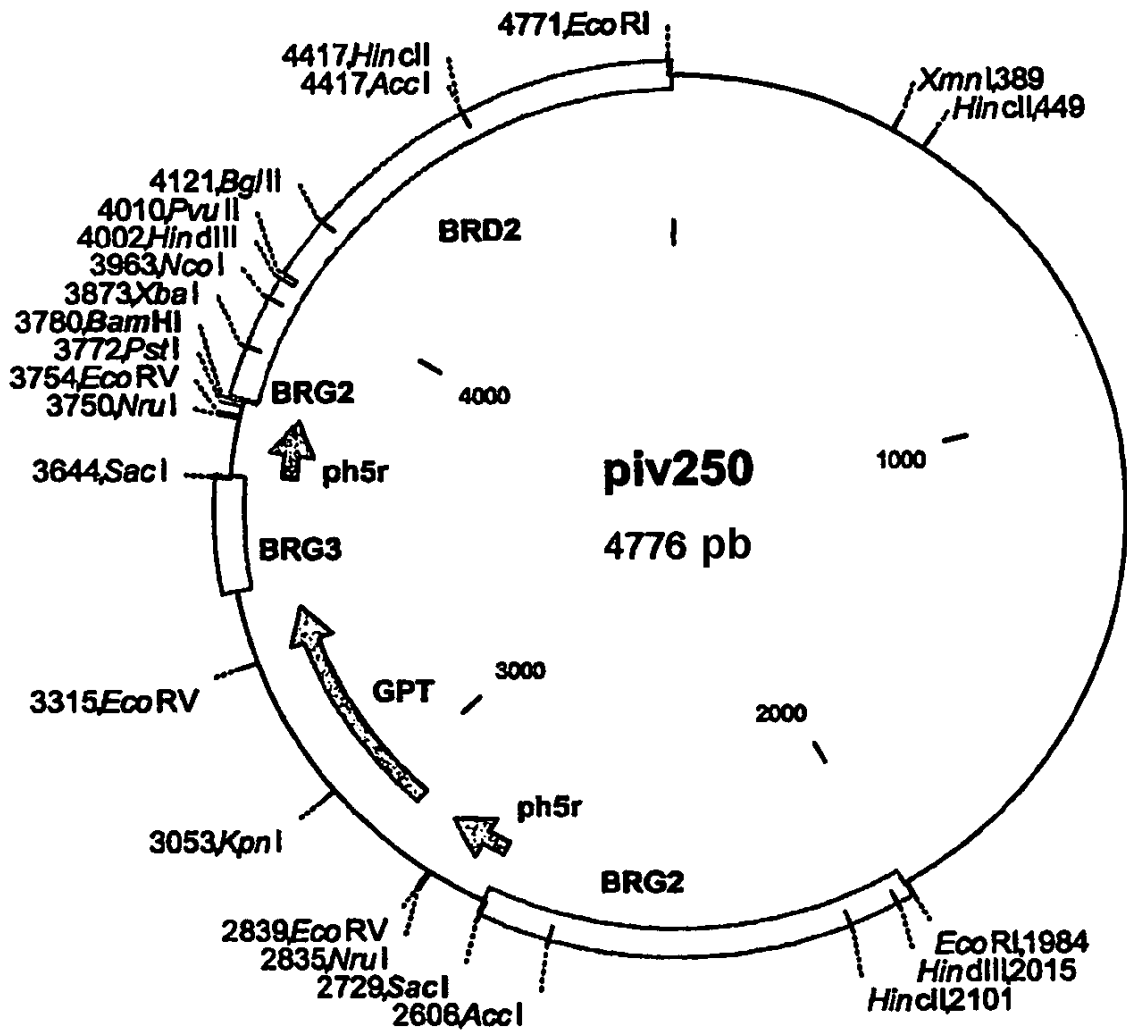 4771,EcoRI
4417,HincII
4417,AccI
XmnI,389
HincII,449
4121,BglII
4010,PvuII
4002,HindIII
3963,NcoI
3873,XbaI
3780,BamHI
3772,PstI
3754,EcoRV
3750,NruI
3644,SacI
BRD2
I
BRG2
4000
1000
ph5r
piv250
4776 pb
BRG3
GPT
3000
2000
3315,EcoRV
3053,KpnI
ph5r
BRG2
2839,EcoRV
2835,NruI
2729,SacI
2606,AccI
EcoRI,1984
HindIII,2015
HincII,2101